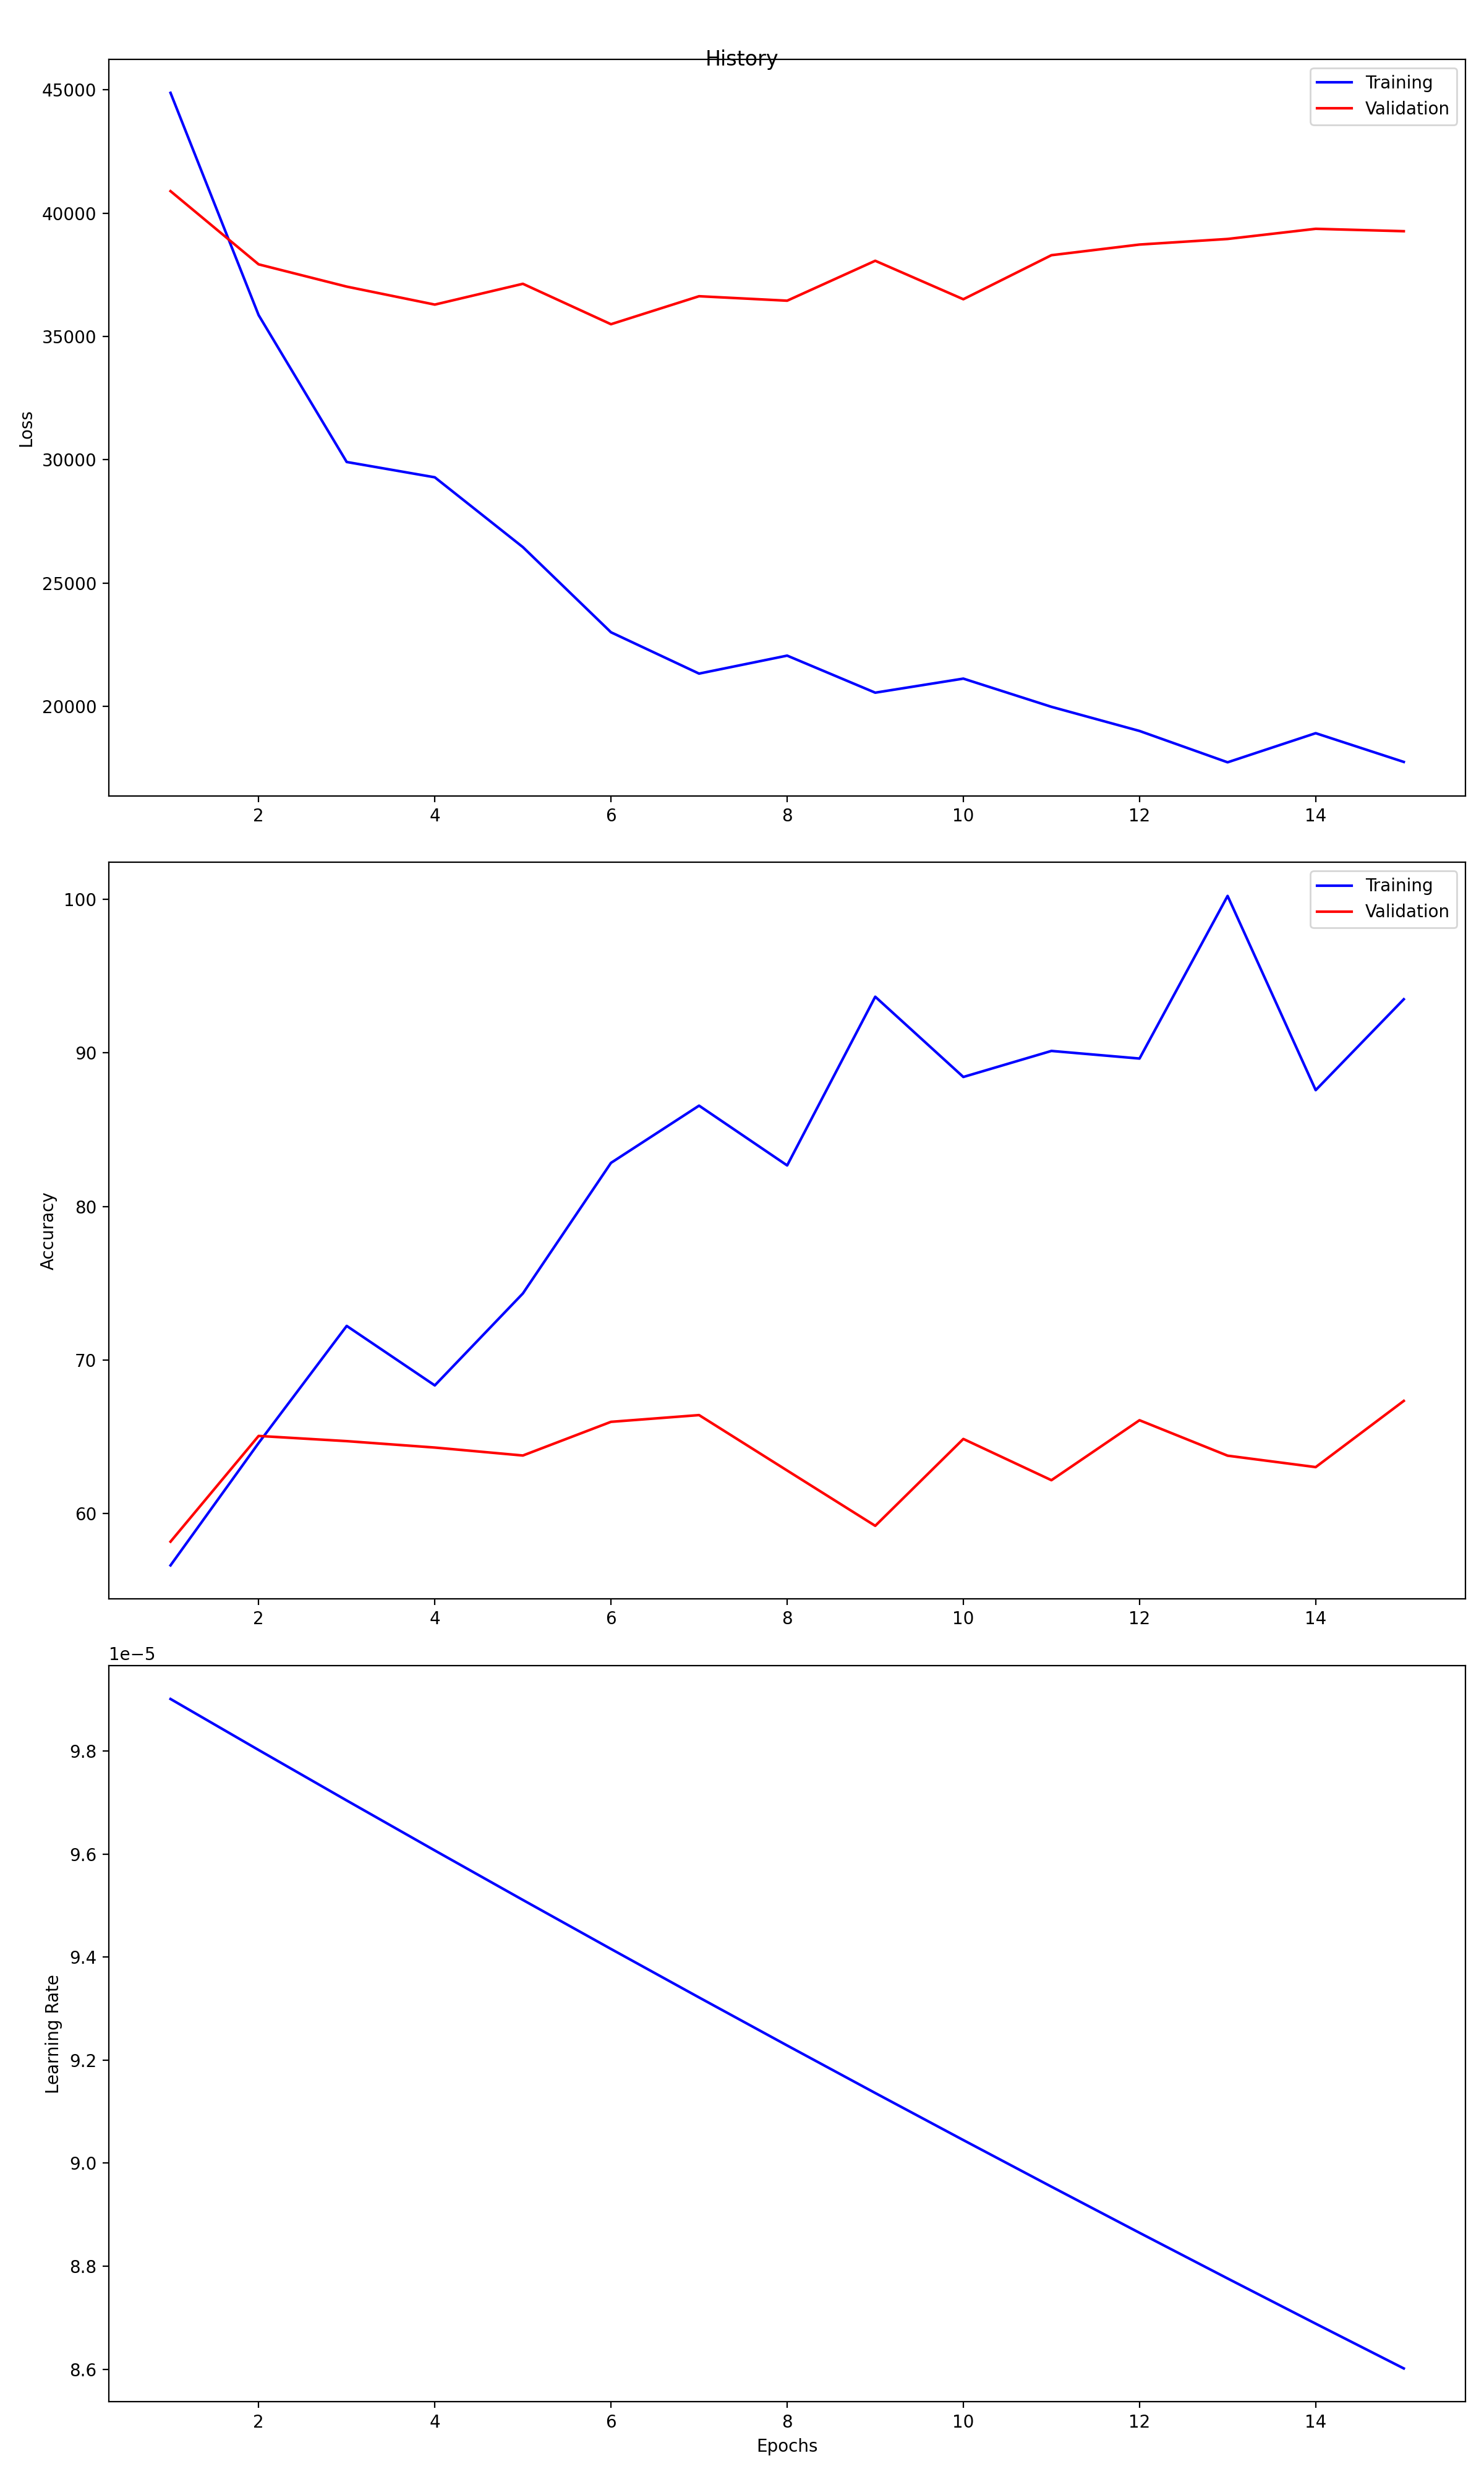 History
Training
Validation
45000
40000
35000
30000
25000
20000
Loss
2 4 6 8 10 12 14
Training
Validation
100
90
80
70
60
Accuracy
2 4 6 8 10 12 14
1e−5
9.8
9.6
9.4
9.2
9.0
8.8
8.6
Learning Rate
2 4 6 8 10 12 14
Epochs